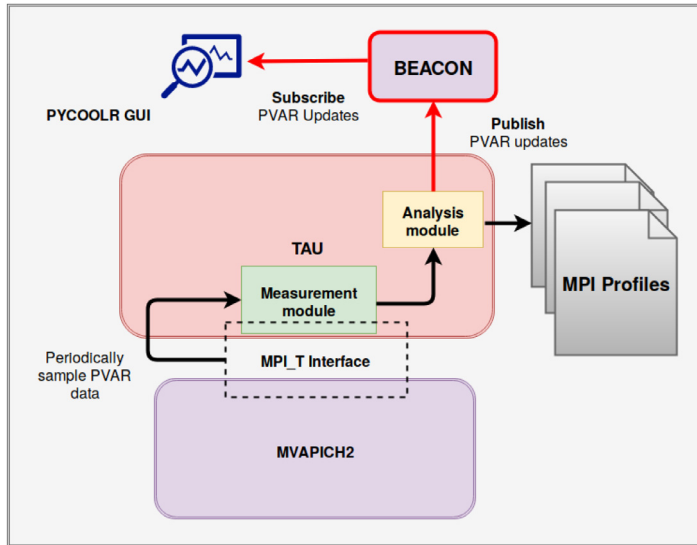 BEACON
Subscribe
PVAR Updates
PYCOOLR GUI
Publish
PVAR updates
Analysis
module
TAU
Measurement
module
MPI Profiles
MPI_T Interface
Periodically
sample PVAR
data
MVAPICH2